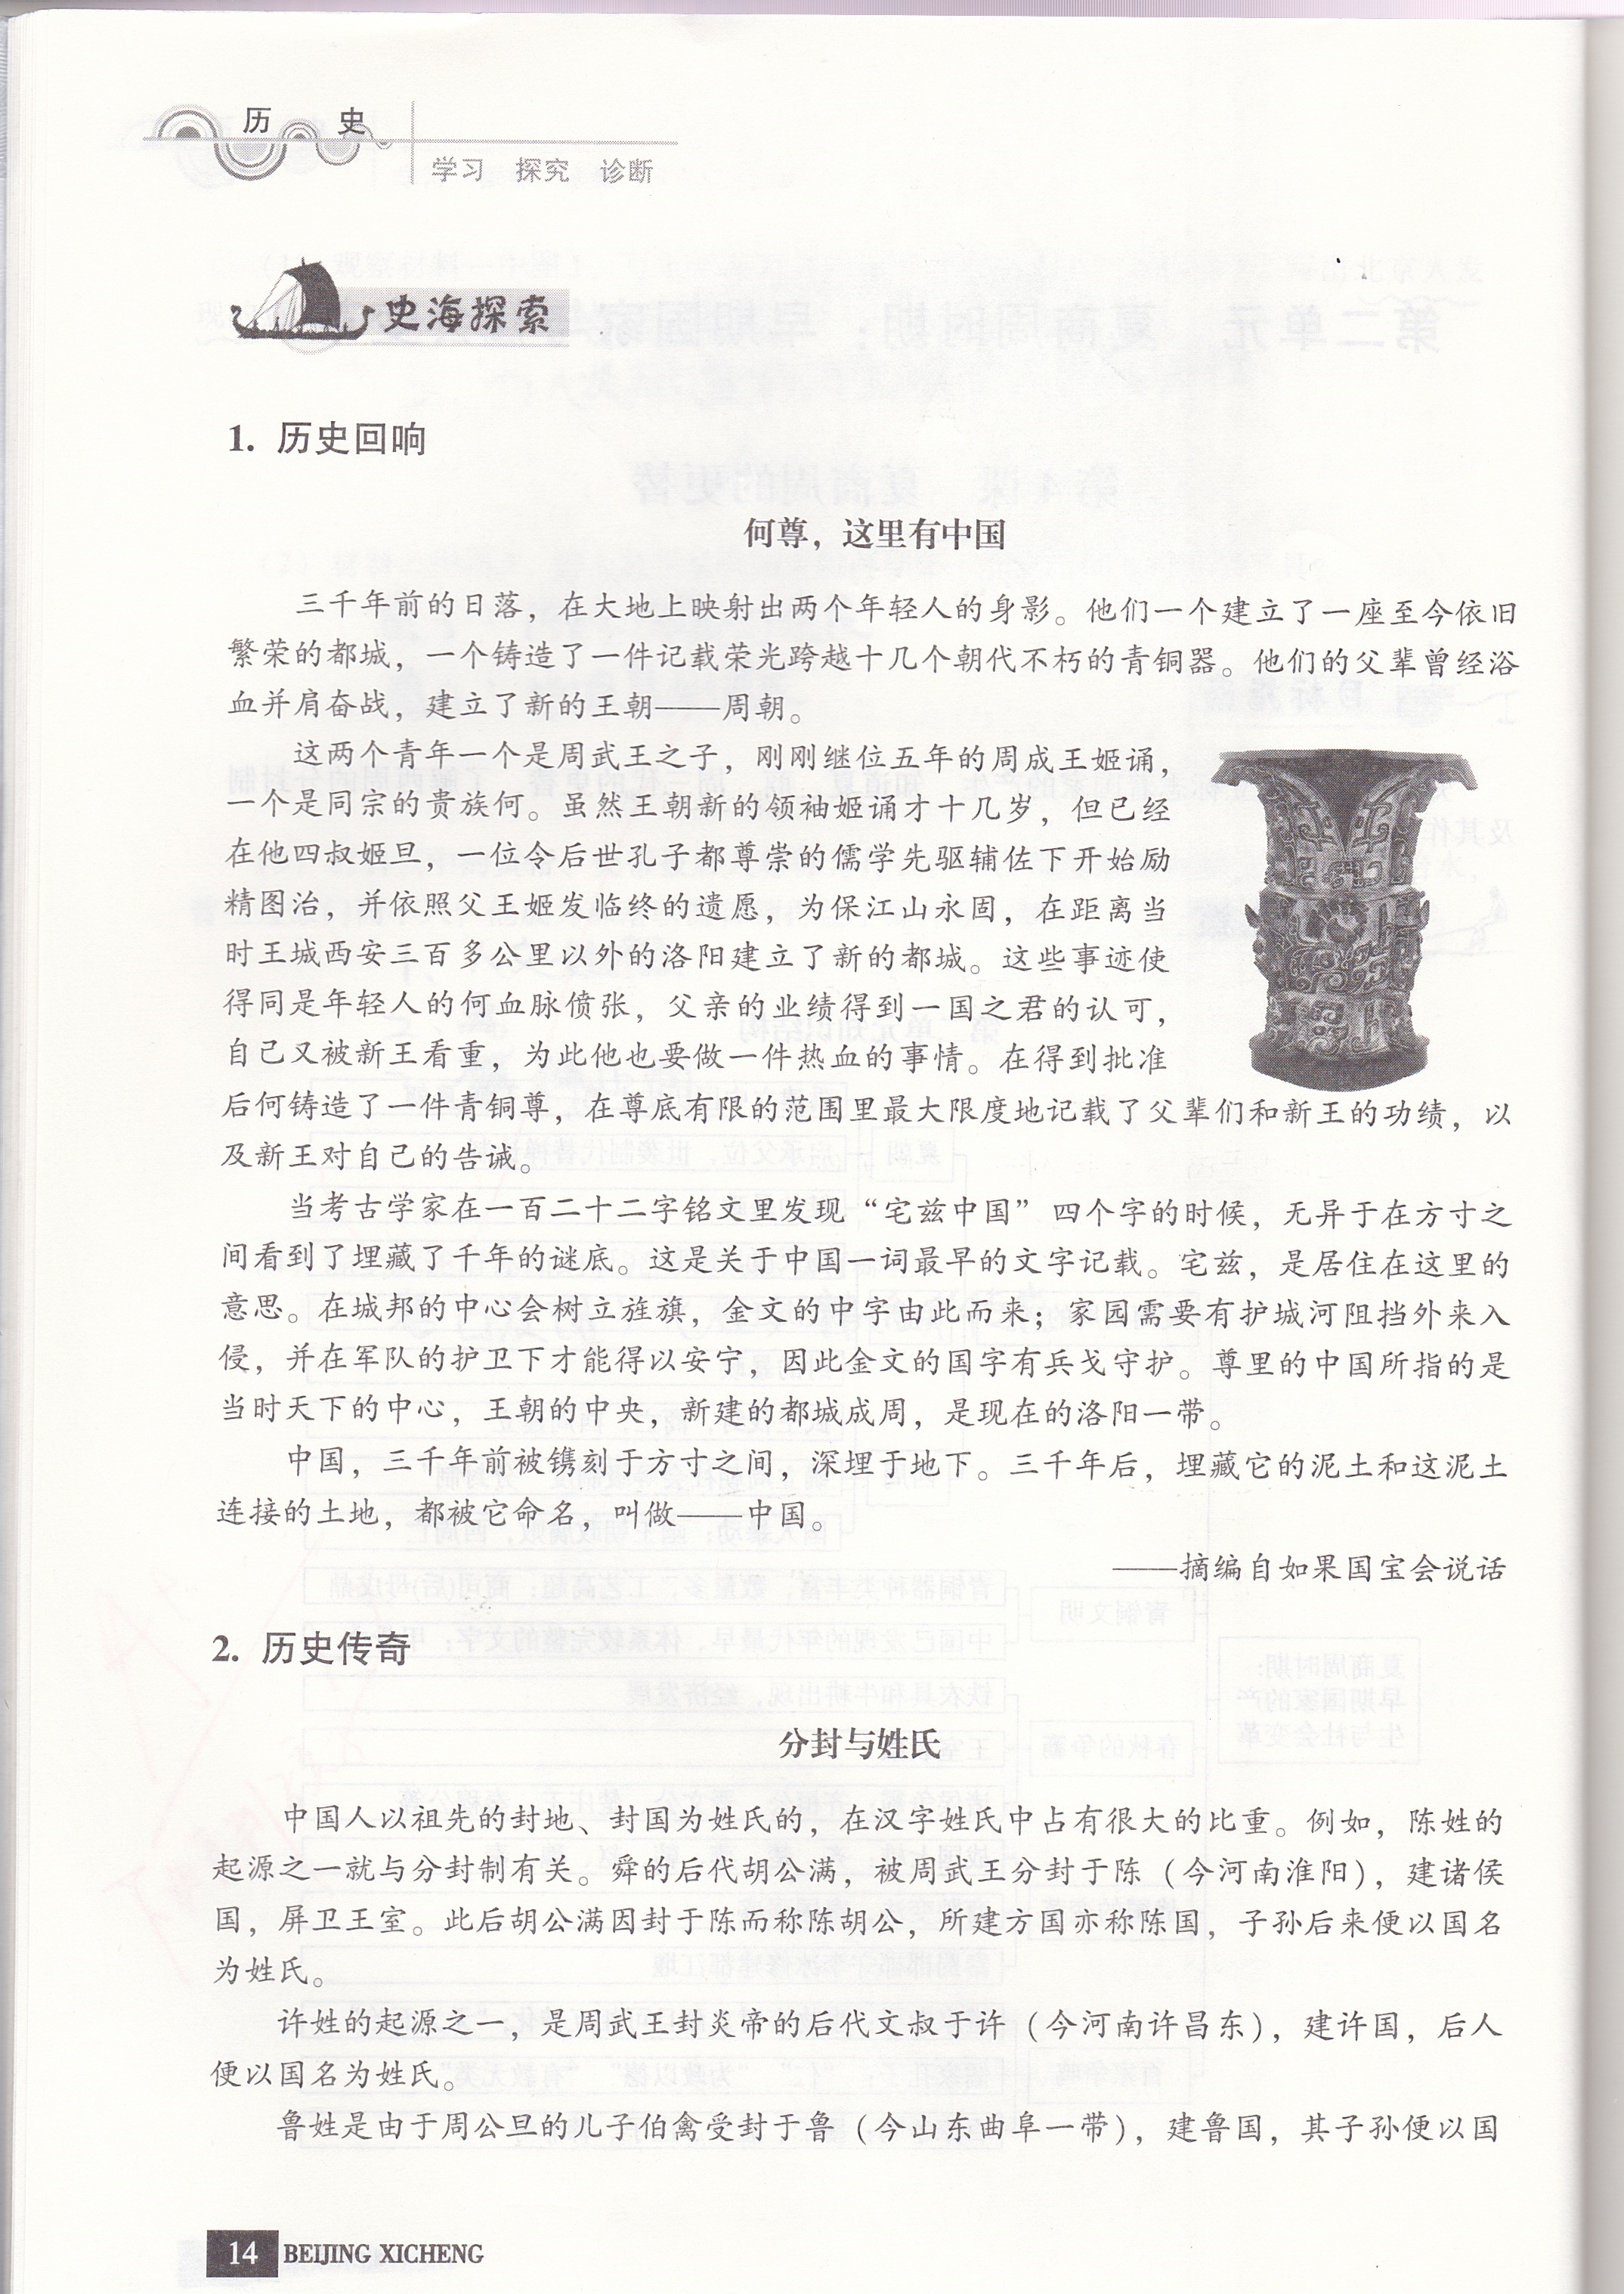 历 史
学习 探究 诊断
史海探索
1. 历史回响
何尊，这里有中国
三千年前的日落，在大地上映射出两个年轻人的身影。他们一个建立了一座至今依旧
繁荣的都城，一个铸造了一件记载荣光跨越十几个朝代不朽的青铜器。他们的父辈曾经浴
血并肩奋战，建立了新的王朝——周朝。
这两个青年一个是周武王之子，刚刚继位五年的周成王姬诵，
一个是同宗的贵族何。虽然王朝新的领袖姬诵才十几岁，但已经
在他四叔姬旦，一位令后世孔子都尊崇的儒学先驱辅佐下开始励
精图治，并依照父王姬发临终的遗愿，为保江山永固，在距离当
时王城西安三百多公里以外的洛阳建立了新的都城。这些事迹使
得同是年轻人的何血脉偾张，父亲的业绩得到一国之君的认可，
自己又被新王看重，为此他也要做一件热血的事情。在得到批准
后何铸造了一件青铜尊，在尊底有限的范围里最大限度地记载了父辈们和新王的功绩，以
及新王对自己的告诫。
当考古学家在一百二十二字铭文里发现“宅兹中国”四个字的时候，无异于在方寸之
间看到了埋藏了千年的谜底。这是关于中国一词最早的文字记载。宅兹，是居住在这里的
意思。在城邦的中心会树立旌旗，金文的中字由此而来；家园需要有护城河阻挡外来入
侵，并在军队的护卫下才能得以安宁，因此金文的国字有兵戈守护。尊里的中国所指的是
当时天下的中心，王朝的中央，新建的都城成周，是现在的洛阳一带。
中国，三千年前被镌刻于方寸之间，深埋于地下。三千年后，埋藏它的泥土和这泥土
连接的土地，都被它命名，叫做——中国。
——摘编自如果国宝会说话
2. 历史传奇
分封与姓氏
中国人以祖先的封地、封国为姓氏的，在汉字姓氏中占有很大的比重。例如，陈姓的
起源之一就与分封制有关。舜的后代胡公满，被周武王分封于陈（今河南淮阳），建诸侯
国，屏卫王室。此后胡公满因封于陈而称陈胡公，所建方国亦称陈国，子孙后来便以国名
为姓氏。
许姓的起源之一，是周武王封炎帝的后代文叔于许（今河南许昌东），建许国，后人
便以国名为姓氏。
鲁姓是由于周公旦的儿子伯禽受封于鲁（今山东曲阜一带），建鲁国，其子孙便以国
14 BEIJING XICHENG